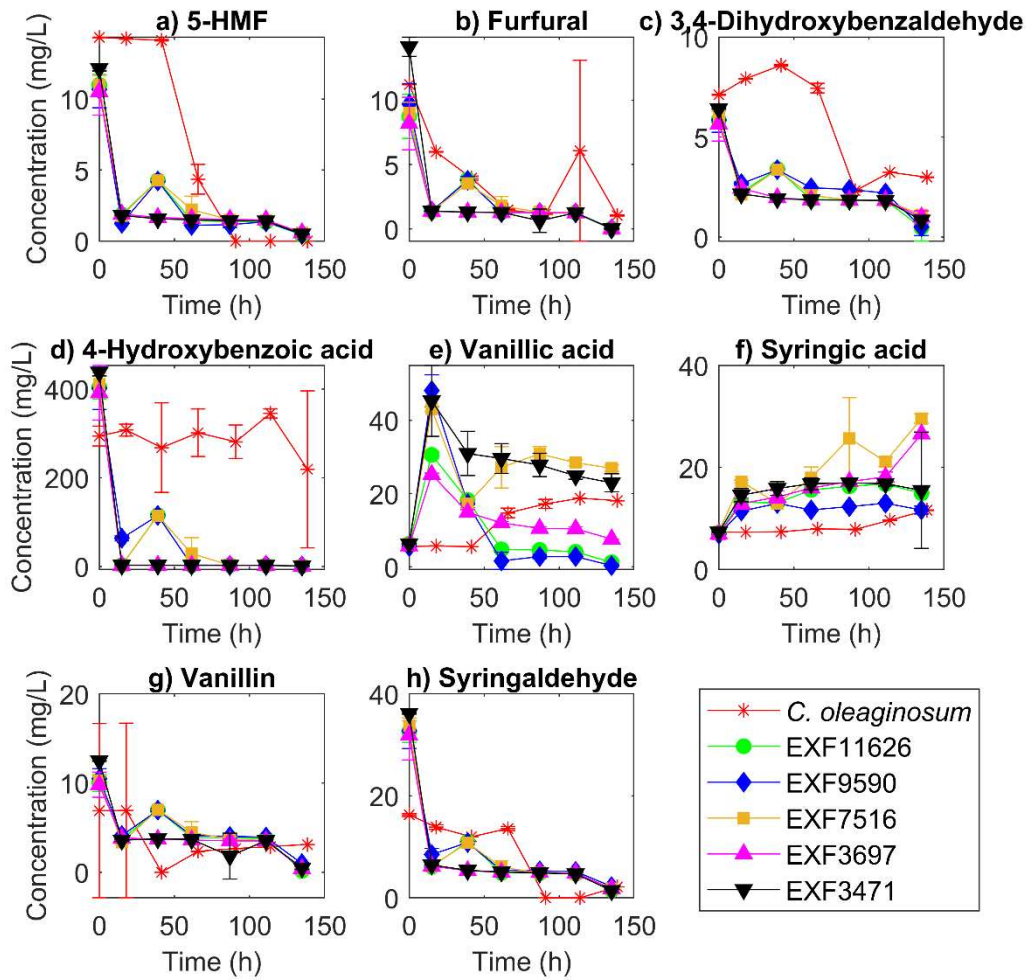 a) 5-HMF
b) Furfural
c) 3,4-Dihydroxybenzaldehyde
Concentration (mg/L)
10
5
0
0 50 100 150
Time (h)
10
5
0
0 50 100 150
Time (h)
10
5
0
0 50 100 150
Time (h)
d) 4-Hydroxybenzoic acid
e) Vanillic acid
f) Syringic acid
Concentration (mg/L)
400
200
0
0 50 100 150
Time (h)
40
20
0
0 50 100 150
Time (h)
40
20
0
0 50 100 150
Time (h)
g) Vanillin
h) Syringaldehyde
Concentration (mg/L)
20
10
0
0 50 100 150
Time (h)
40
20
0
0 50 100 150
Time (h)
C. oleaginosum
EXF11626
EXF9590
EXF7516
EXF3697
EXF3471